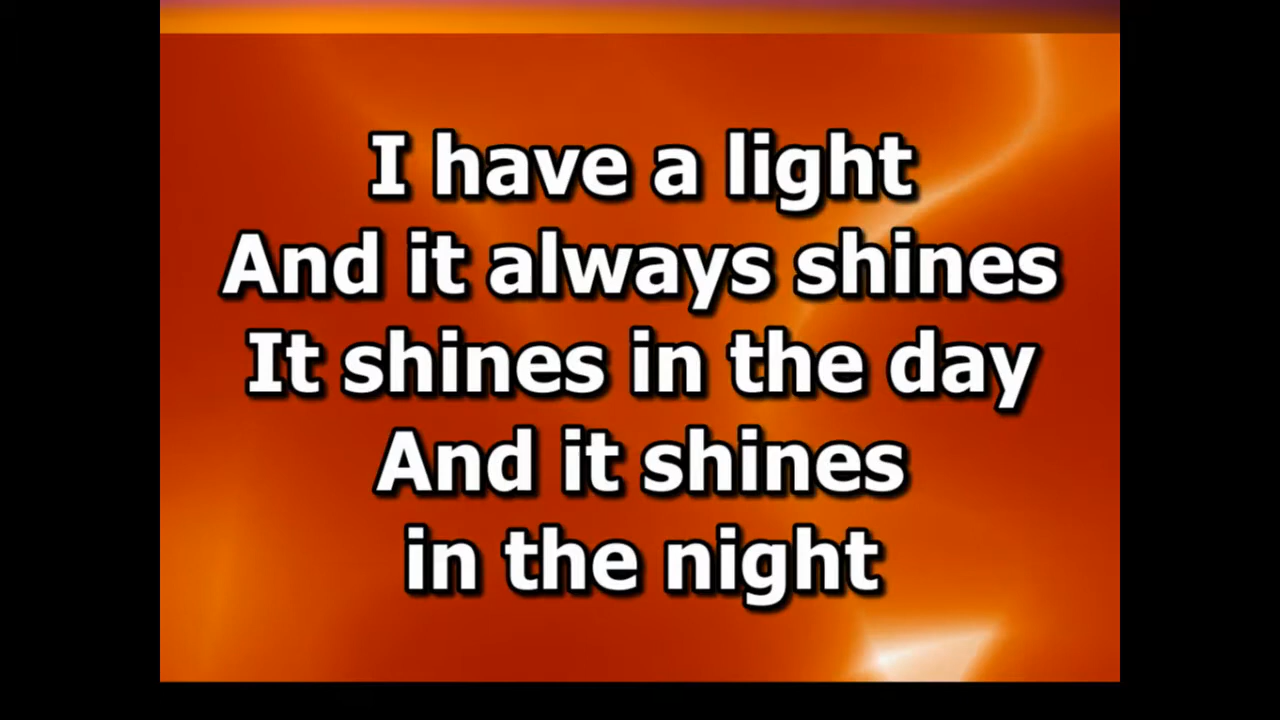 I have a light
And it always shines
It shines in the day
And it shines
in the night